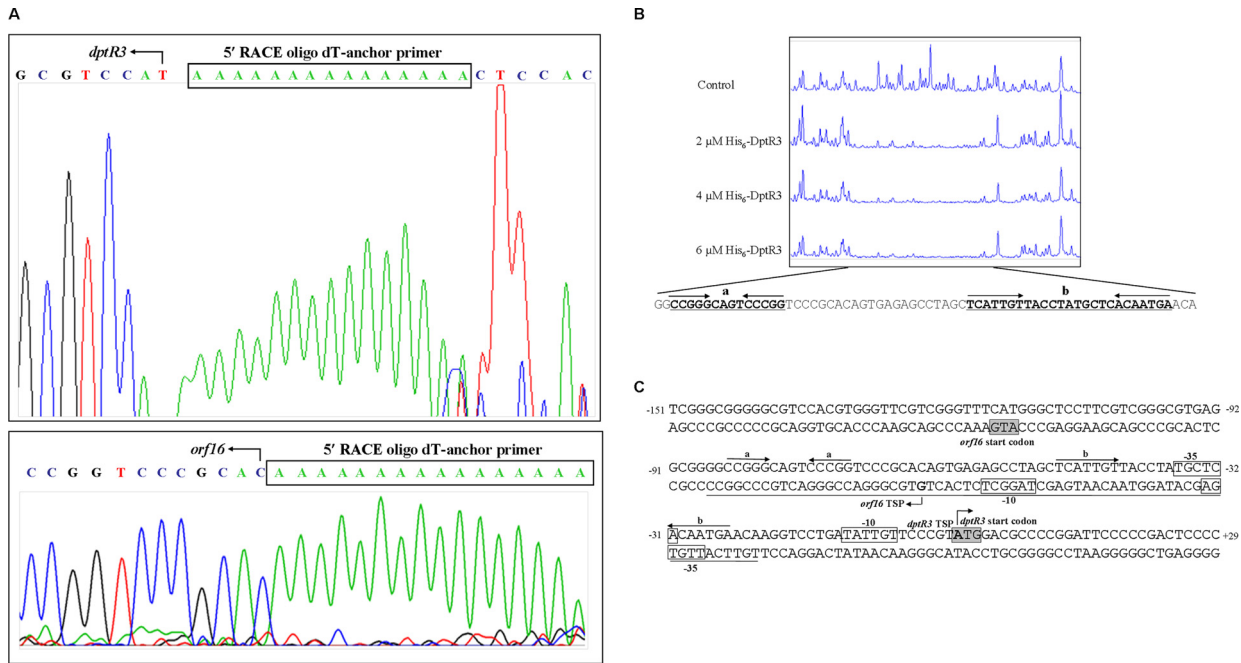 A
dptR3
5′ RACE oligo dT-anchor primer
G C G T C C A T A A A A A A A A A A A A A A A C T C C A C
orf16
5′ RACE oligo dT-anchor primer
C C G G T C C C G C A C A A A A A A A A A A A A A A A A A
B
Control
2 µM His6-DptR3
4 µM His6-DptR3
6 µM His6-DptR3
a b
GGCCGGGCAGTCCCGGTCCCGCACAGTGAGAGCCTAGCTCATTGTTACCTATGCTCACAATGAACA
C
-151 TCGGGCGGGGGCGTCCACGTGGGTTCGTCGGGTTTCATGGGCTCCTTCGTCGGGCGTGAG -92
AGCCCGCCCCCGCAGGTGCACCCAAGCAGCCCAAAGTACCCGAGGAAGCAGCCCGCACTC
orf16 start codon
a a b -35
-91 GCGGGGCCGGGCAGTCCCGGTCCCGCACAGTGAGAGCCTAGCTCATTGTTACCTATGCTC -32
CGCCCCGGCCCGTCAGGGCCAGGGCGTGTCACTCTCGGATCGAGTAACAATGGATACGAG
orf16 TSP -10
b -10 dptR3 TSP dptR3 start codon
-31 ACAATGAACAAGGTCCTGATATTGTTCCCGTATGGACGCCCCGGATTCCCCCGACTCCCC +29
TGTTACTTGTTCCAGGACTATAACAAGGGCATACCTGCGGGGCCTAAGGGGGCTGAGGGG
-35